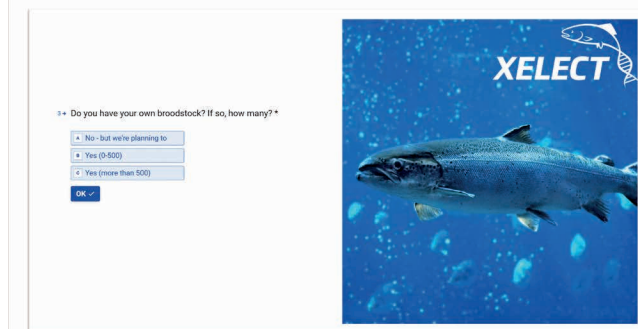 3→ Do you have your own broodstock? If so, how many? *
A No - but we're planning to
B Yes (0-500)
C Yes (more than 500)
OK ✓
XELECT